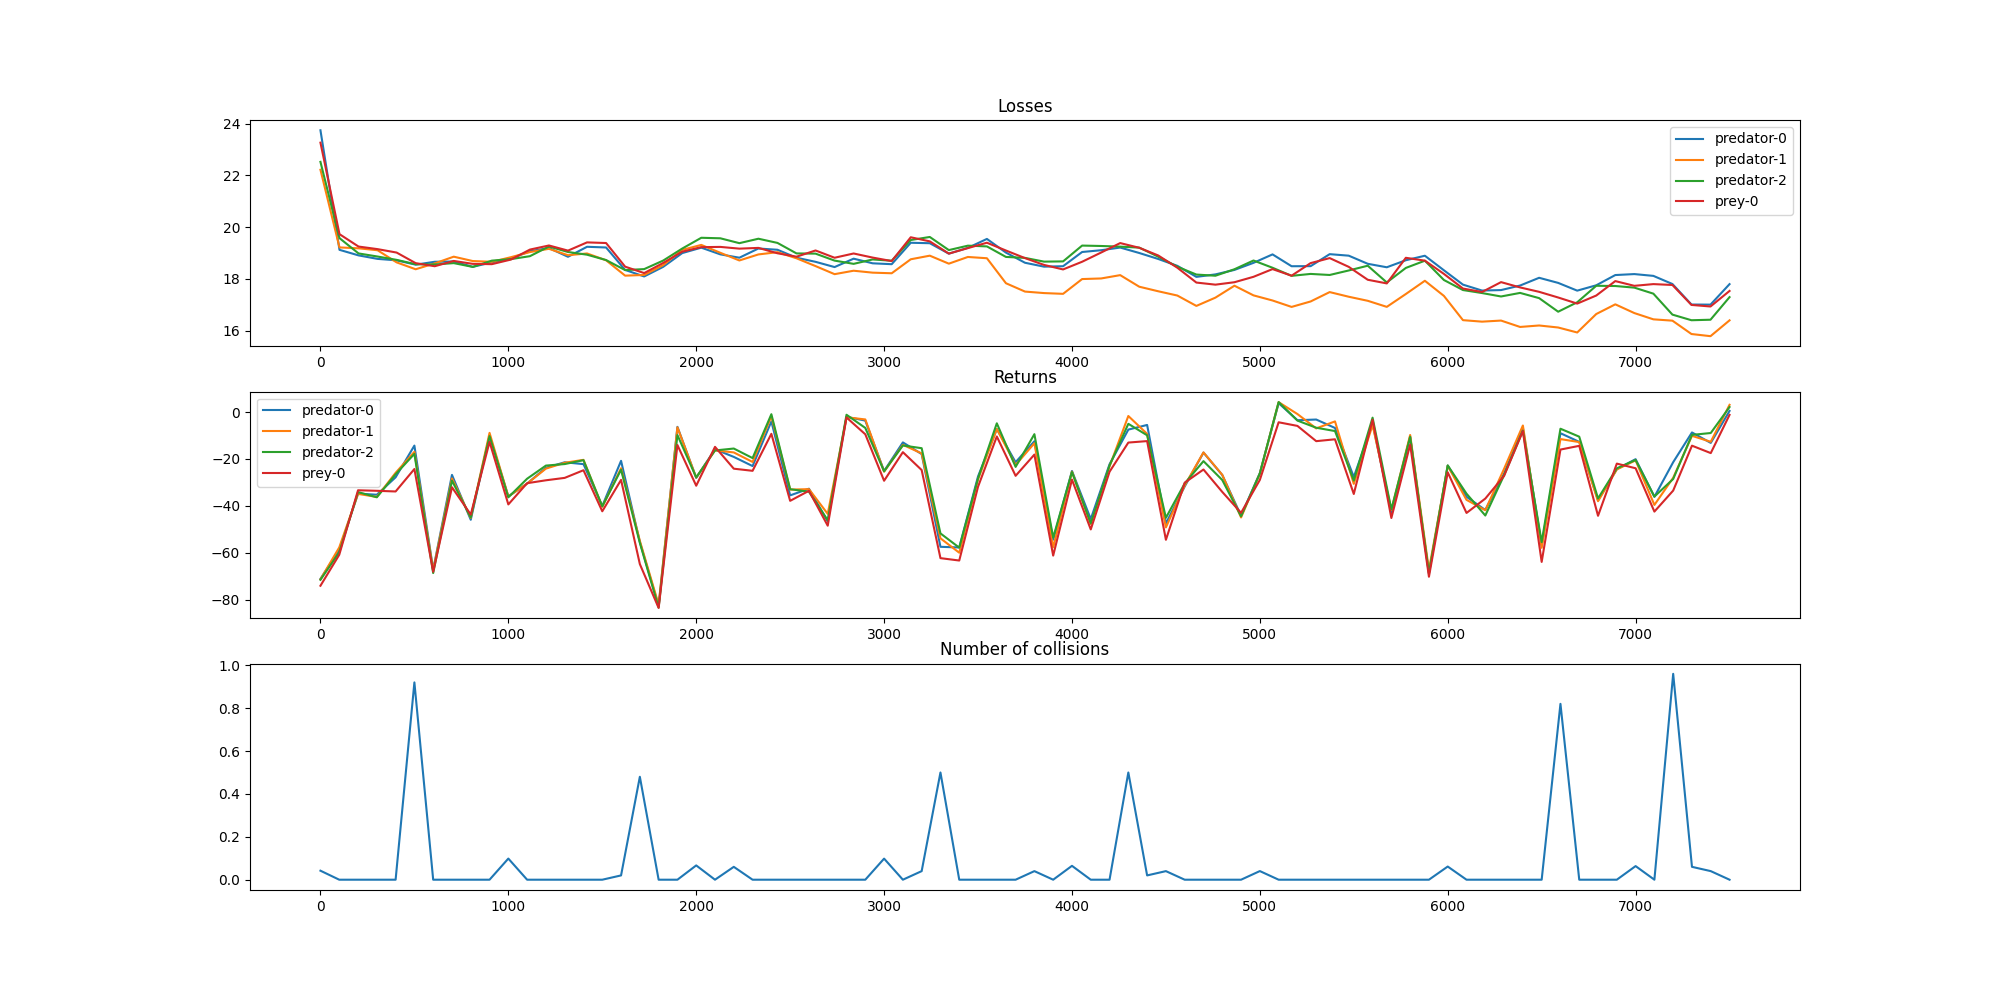 Losses
24
22
20
18
16
predator-0
predator-1
predator-2
prey-0
0 1000 2000 3000 4000 5000 6000 7000
Returns
0
−20
−40
−60
−80
predator-0
predator-1
predator-2
prey-0
0 1000 2000 3000 4000 5000 6000 7000
Number of collisions
1.0
0.8
0.6
0.4
0.2
0.0
0 1000 2000 3000 4000 5000 6000 7000